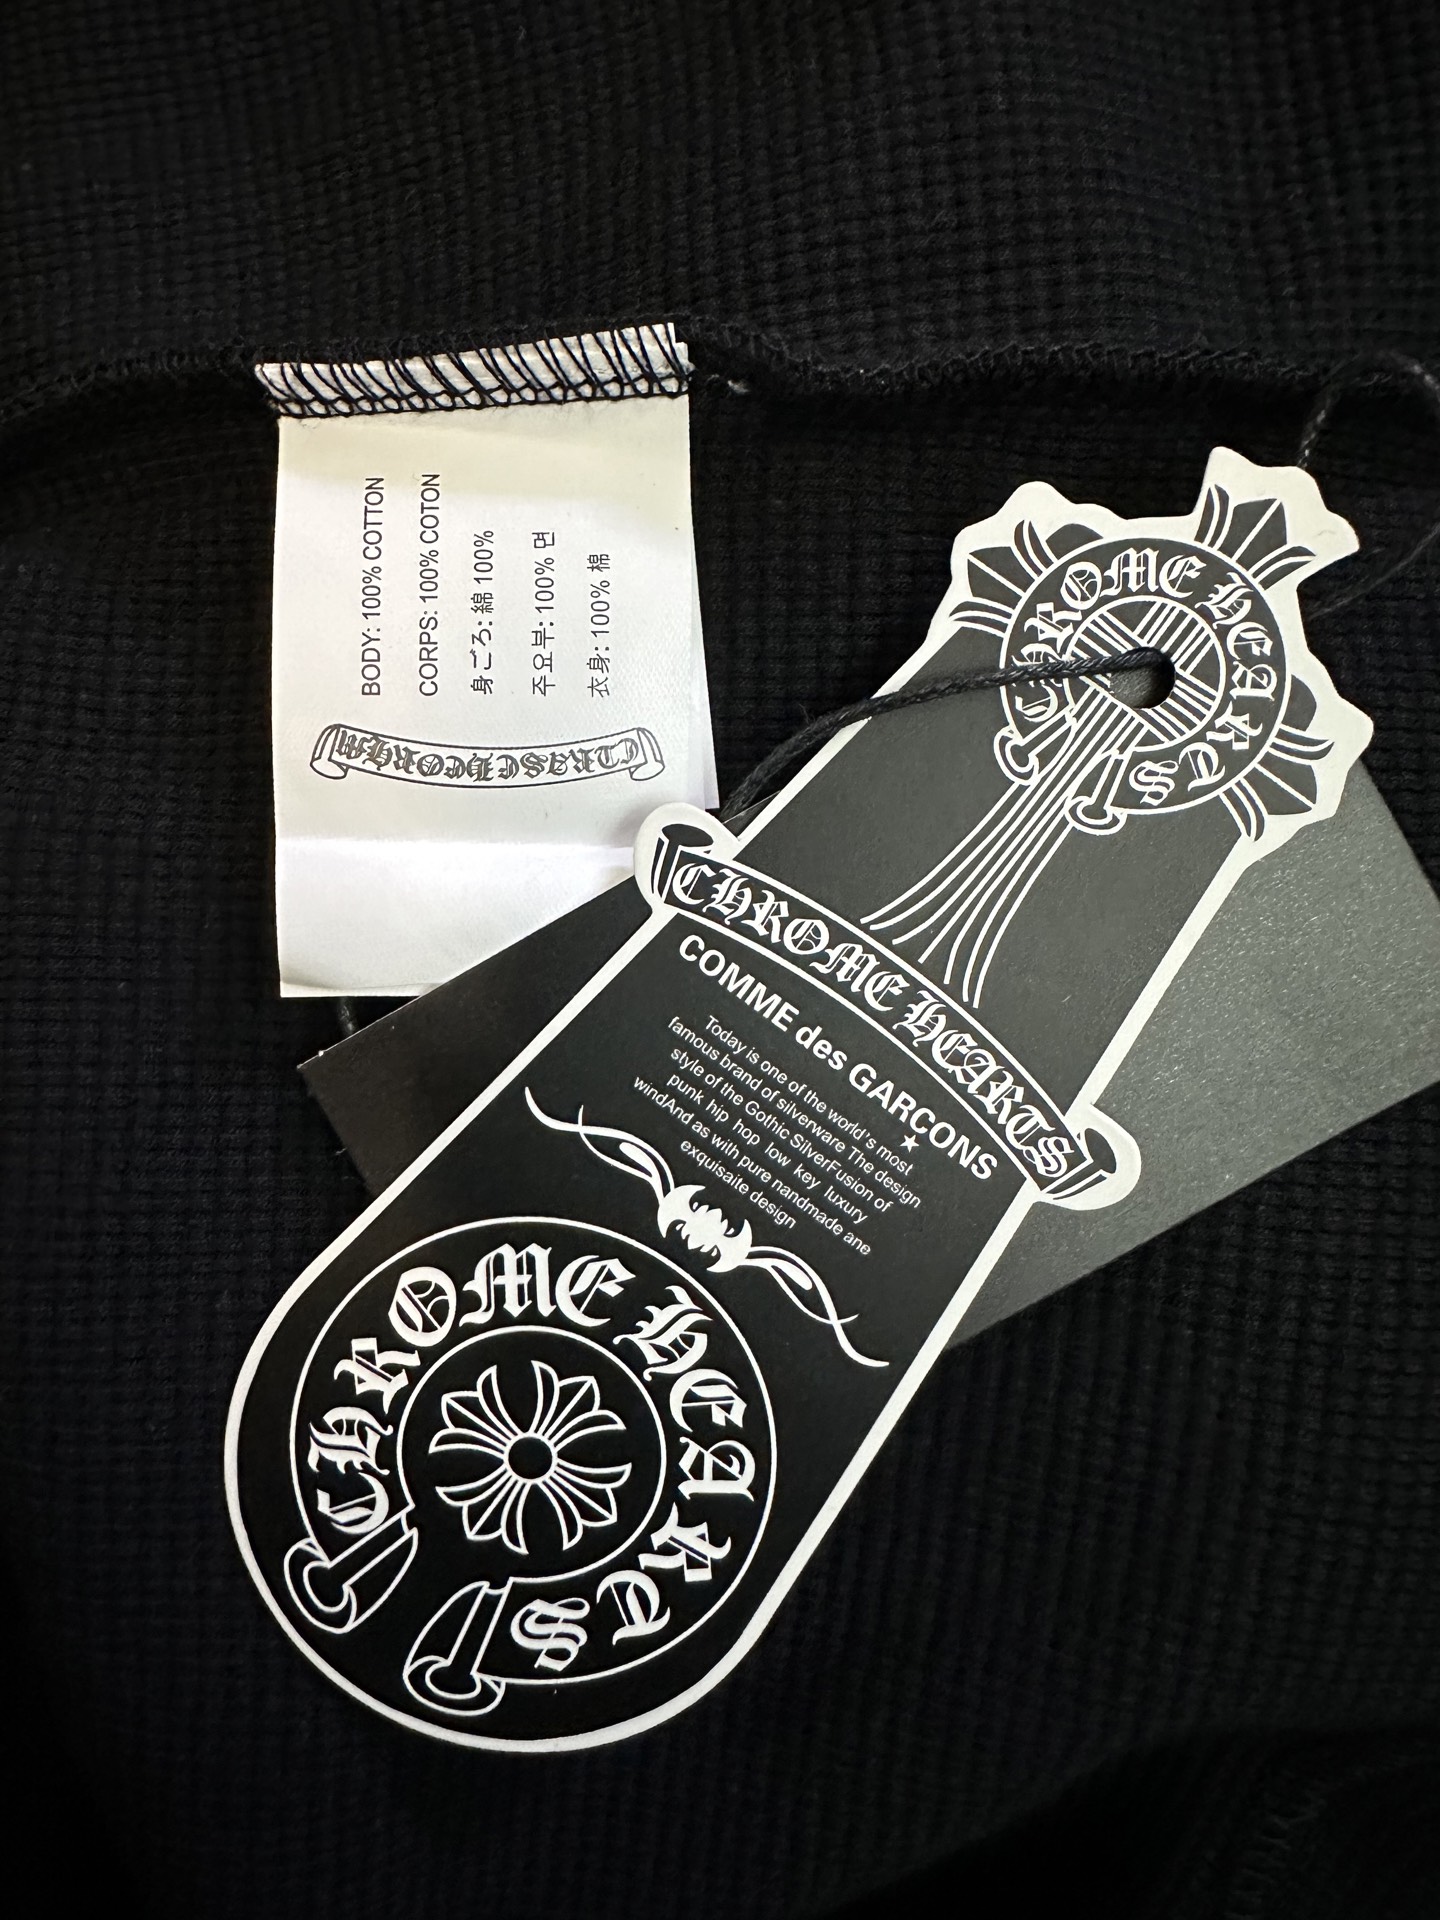 BODY: 100% COTTON
CORPS: 100% COTON
身ごろ: 綿 100%
주요부: 100% 면
衣身: 100% 棉
CHROME HEARTS
CHROME HEARTS
COMME des GARCONS
Today is one of the world's most
famous brand of silverware The design
style of the Gothic SilverFusion of
punk hip hop low key luxury
windAnd as with pure nandmade ane
exquisaite design
CHROME HEARTS